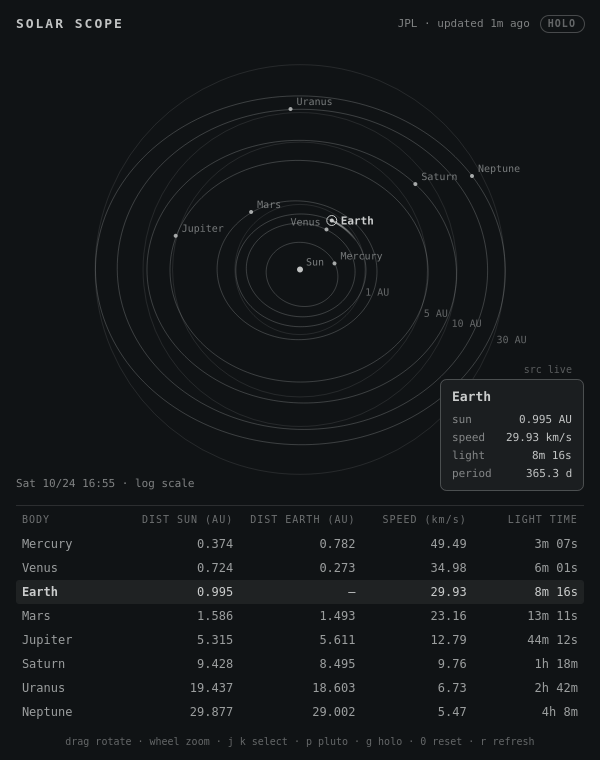 SOLAR SCOPE
JPL · updated 1m ago HOLO
Uranus
Neptune
Saturn
Mars
Earth
Venus
Jupiter
Mercury
Sun
1 AU
5 AU
10 AU
30 AU
src live
Earth
sun 0.995 AU
speed 29.93 km/s
light 8m 16s
period 365.3 d
Sat 10/24 16:55 · log scale
BODY DIST SUN (AU) DIST EARTH (AU) SPEED (km/s) LIGHT TIME
Mercury 0.374 0.782 49.49 3m 07s
Venus 0.724 0.273 34.98 6m 01s
Earth 0.995 — 29.93 8m 16s
Mars 1.586 1.493 23.16 13m 11s
Jupiter 5.315 5.611 12.79 44m 12s
Saturn 9.428 8.495 9.76 1h 18m
Uranus 19.437 18.603 6.73 2h 42m
Neptune 29.877 29.002 5.47 4h 8m
drag rotate · wheel zoom · j k select · p pluto · g holo · 0 reset · r refresh